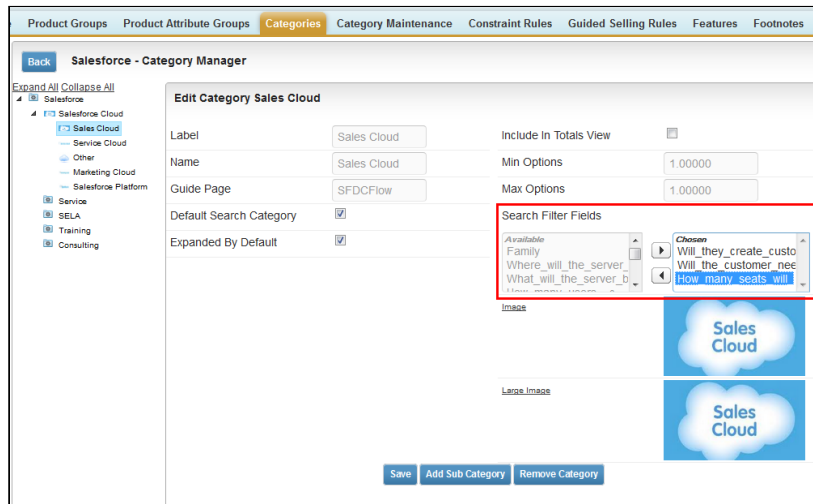 Product Groups Product Attribute Groups Categories Category Maintenance Constraint Rules Guided Selling Rules Features Footnotes
Back Salesforce - Category Manager
Expand All Collapse All
Salesforce
Salesforce Cloud
Sales Cloud
Service Cloud
Other
Marketing Cloud
Salesforce Platform
Service
SELA
Training
Consulting
Edit Category Sales Cloud
Label Sales Cloud Include In Totals View
Name Sales Cloud Min Options 1.00000
Guide Page SFDCFlow Max Options 1.00000
Default Search Category Search Filter Fields
Expanded By Default
Available
Family
Where_will_the_server_
What_will_the_server_b
Chosen
Will_they_create_custo
Will_the_customer_nee
How_many_seats_will
Image
Sales
Cloud
Large Image
Sales
Cloud
Save Add Sub Category Remove Category